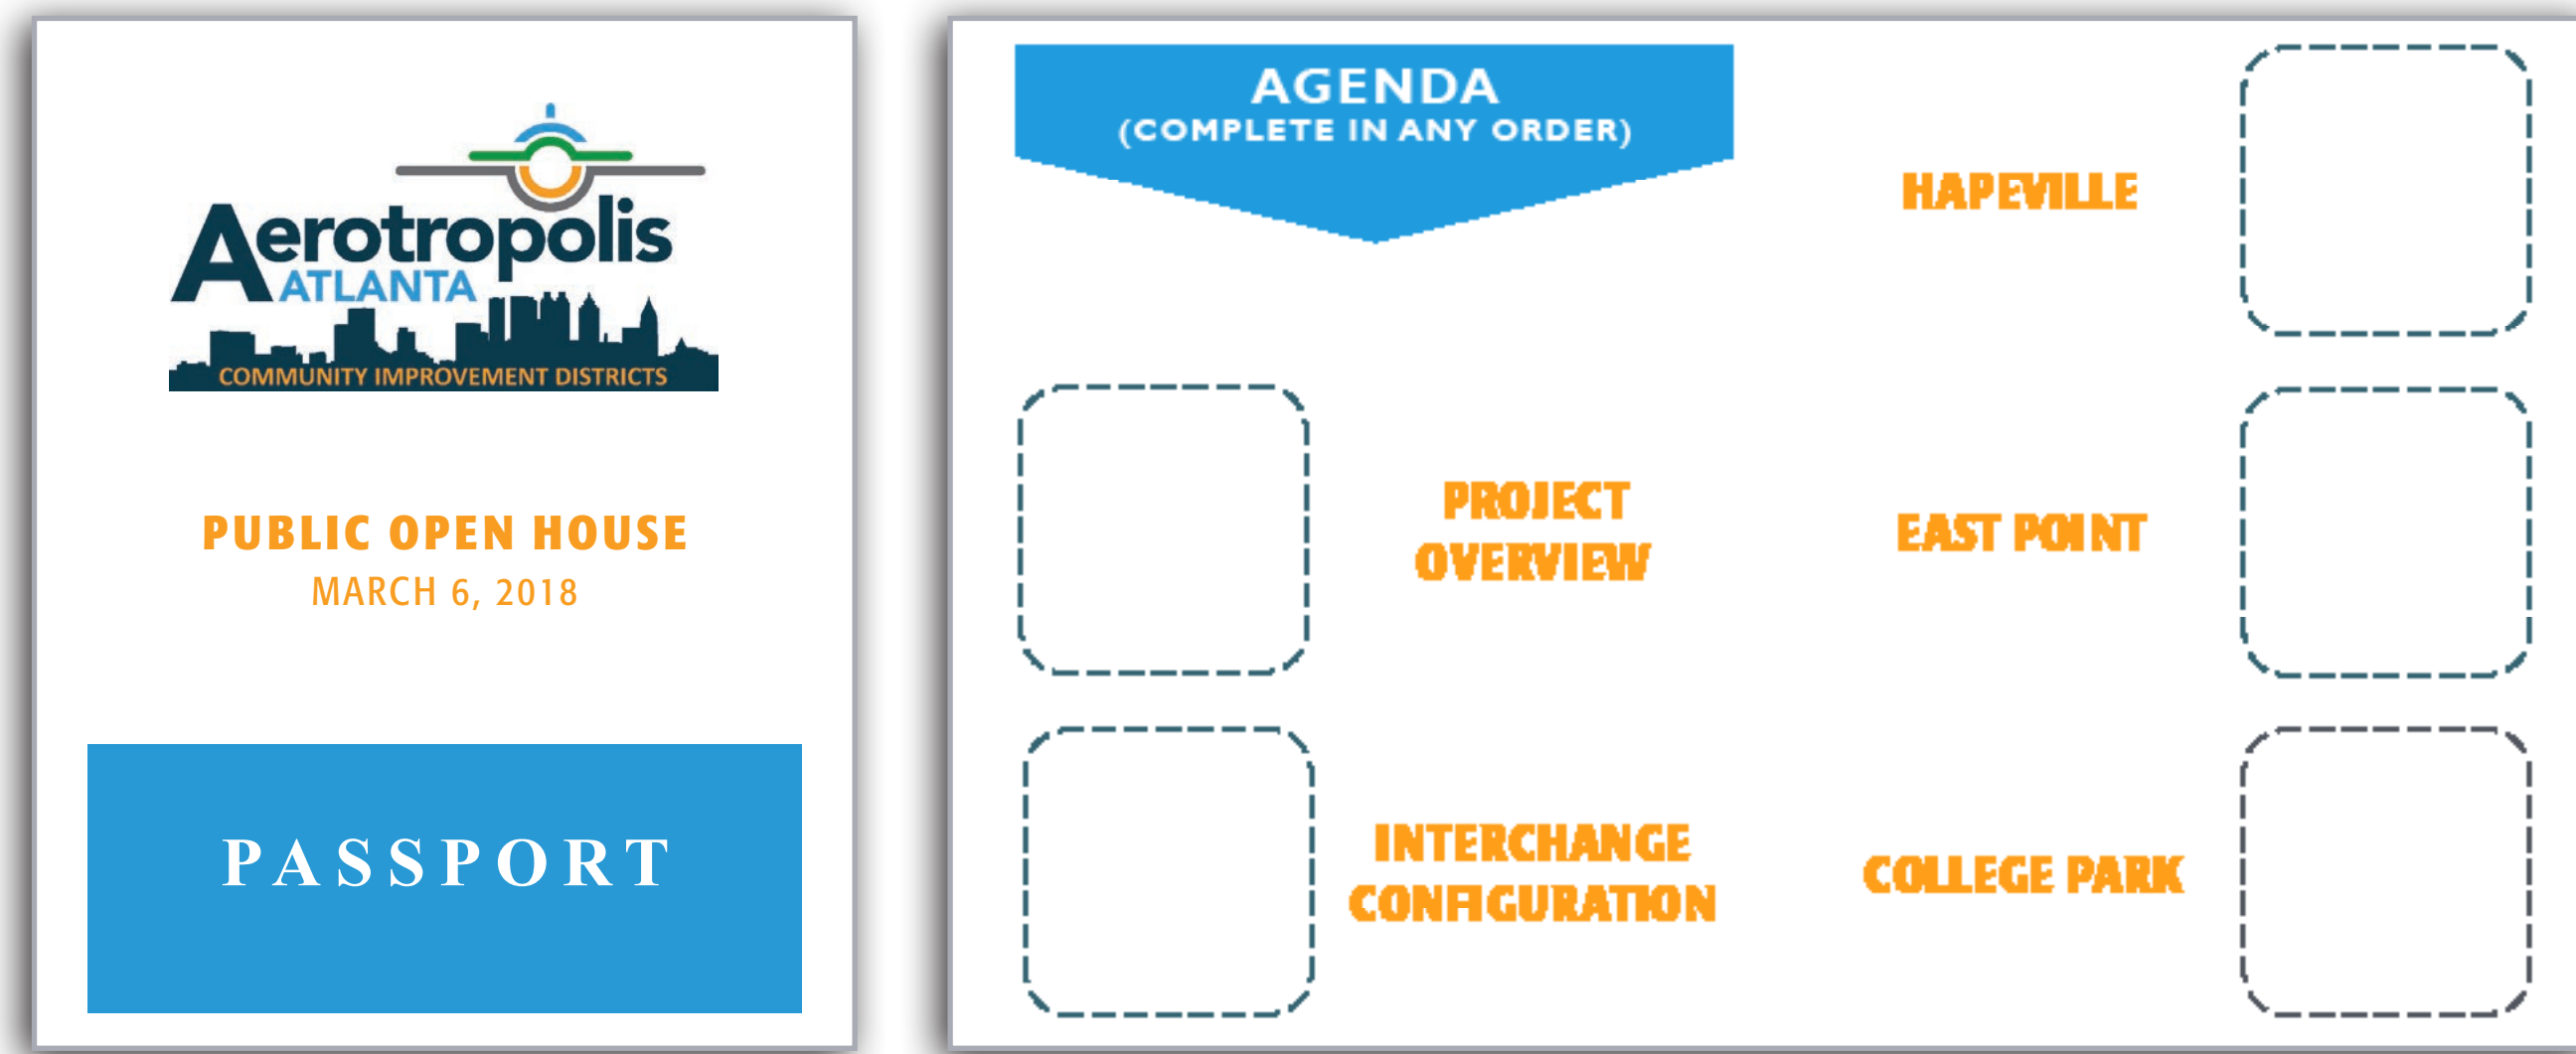 Aerotropolis
ATLANTA
COMMUNITY IMPROVEMENT DISTRICTS
PUBLIC OPEN HOUSE
MARCH 6, 2018
PASSPORT
AGENDA
(COMPLETE IN ANY ORDER)
PROJECT
OVERVIEW
INTERCHANGE
CONFIGURATION
HAPEVILLE
EAST POINT
COLLEGE PARK